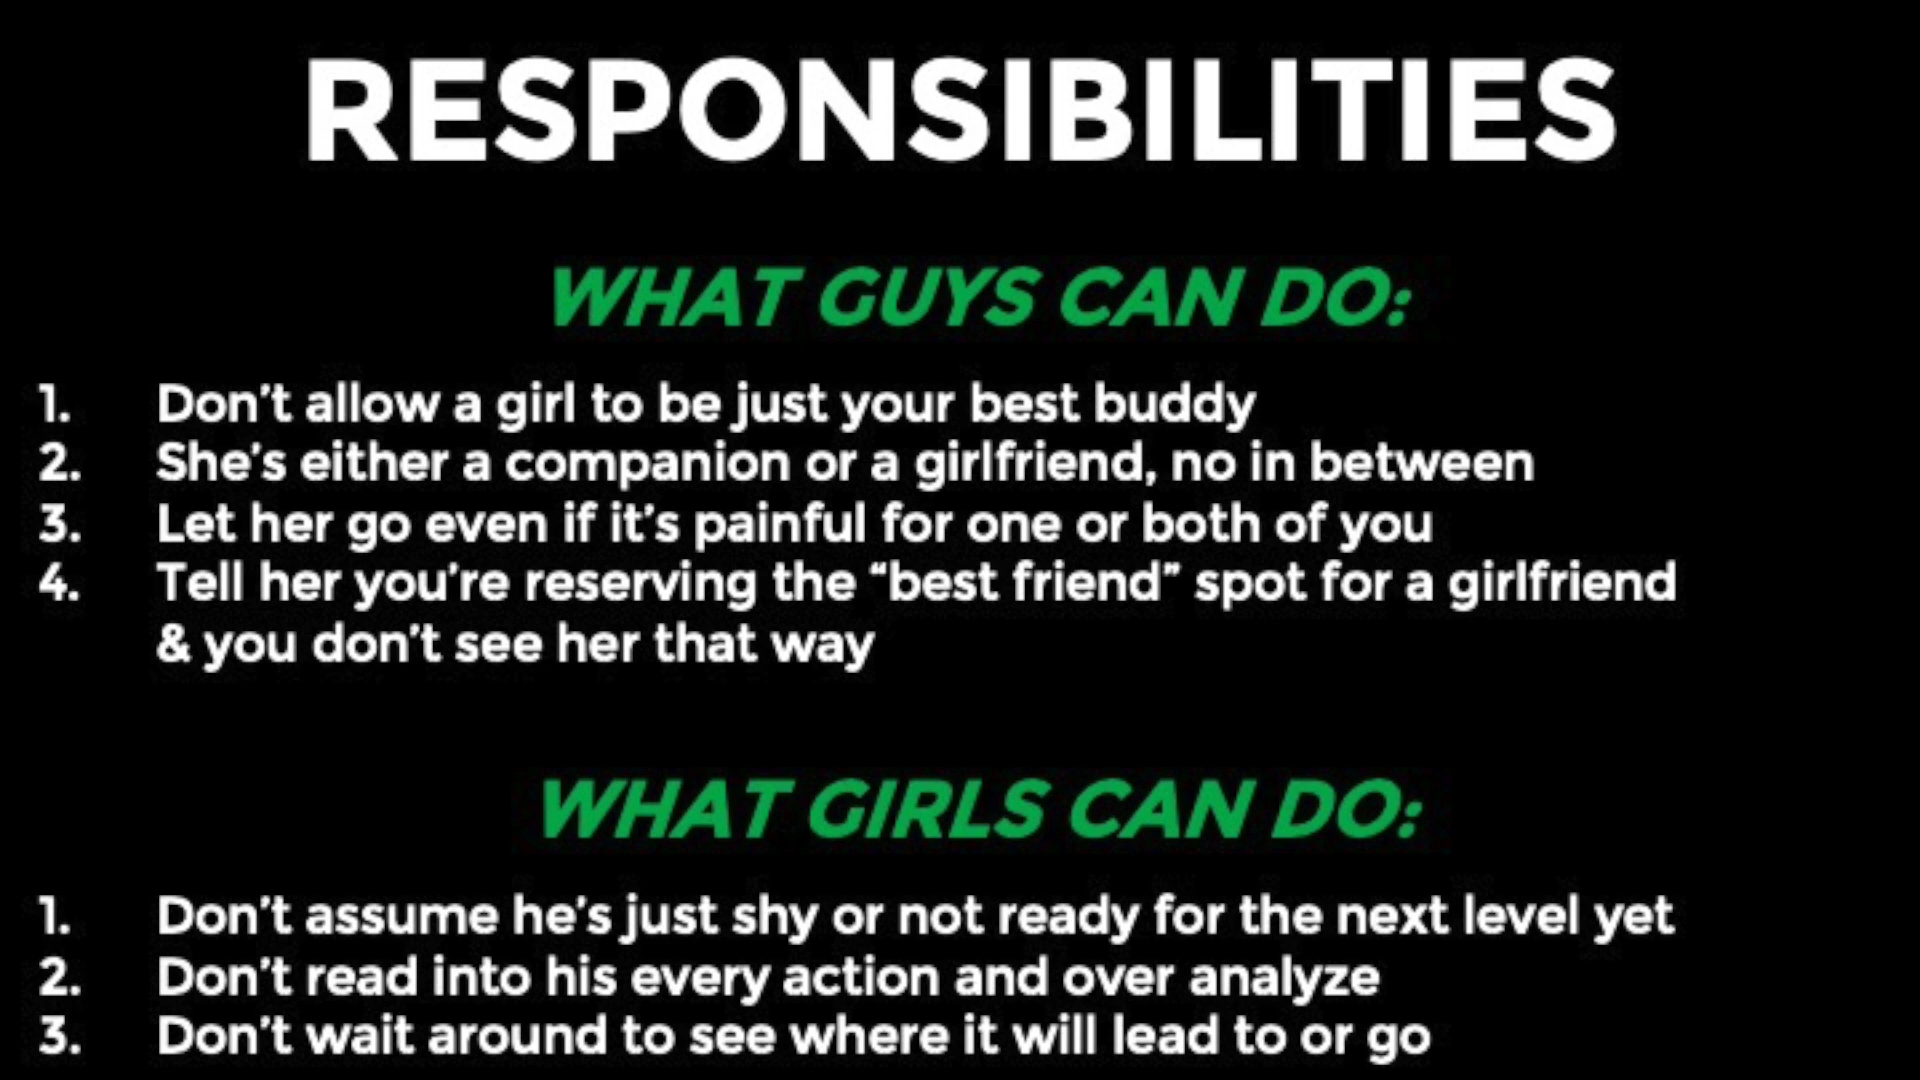 RESPONSIBILITIES
WHAT GUYS CAN DO:
1. Don’t allow a girl to be just your best buddy
2. She’s either a companion or a girlfriend, no in between
3. Let her go even if it’s painful for one or both of you
4. Tell her you’re reserving the “best friend” spot for a girlfriend
& you don’t see her that way
WHAT GIRLS CAN DO:
1. Don’t assume he’s just shy or not ready for the next level yet
2. Don’t read into his every action and over analyze
3. Don’t wait around to see where it will lead to or go